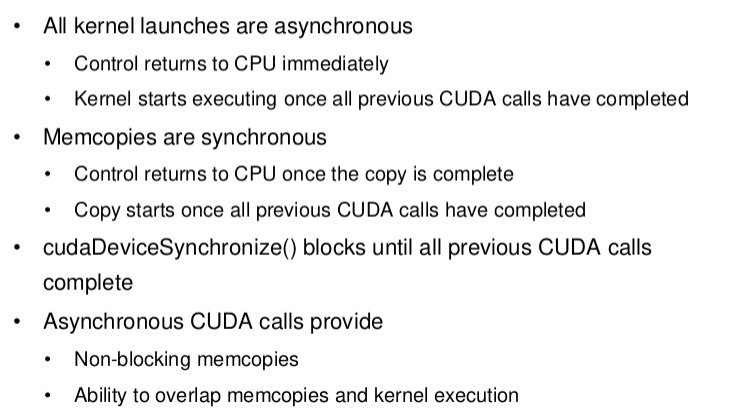 • All kernel launches are asynchronous
• Control returns to CPU immediately
• Kernel starts executing once all previous CUDA calls have completed
• Memcopies are synchronous
• Control returns to CPU once the copy is complete
• Copy starts once all previous CUDA calls have completed
• cudaDeviceSynchronize() blocks until all previous CUDA calls
complete
• Asynchronous CUDA calls provide
• Non-blocking memcopies
• Ability to overlap memcopies and kernel execution